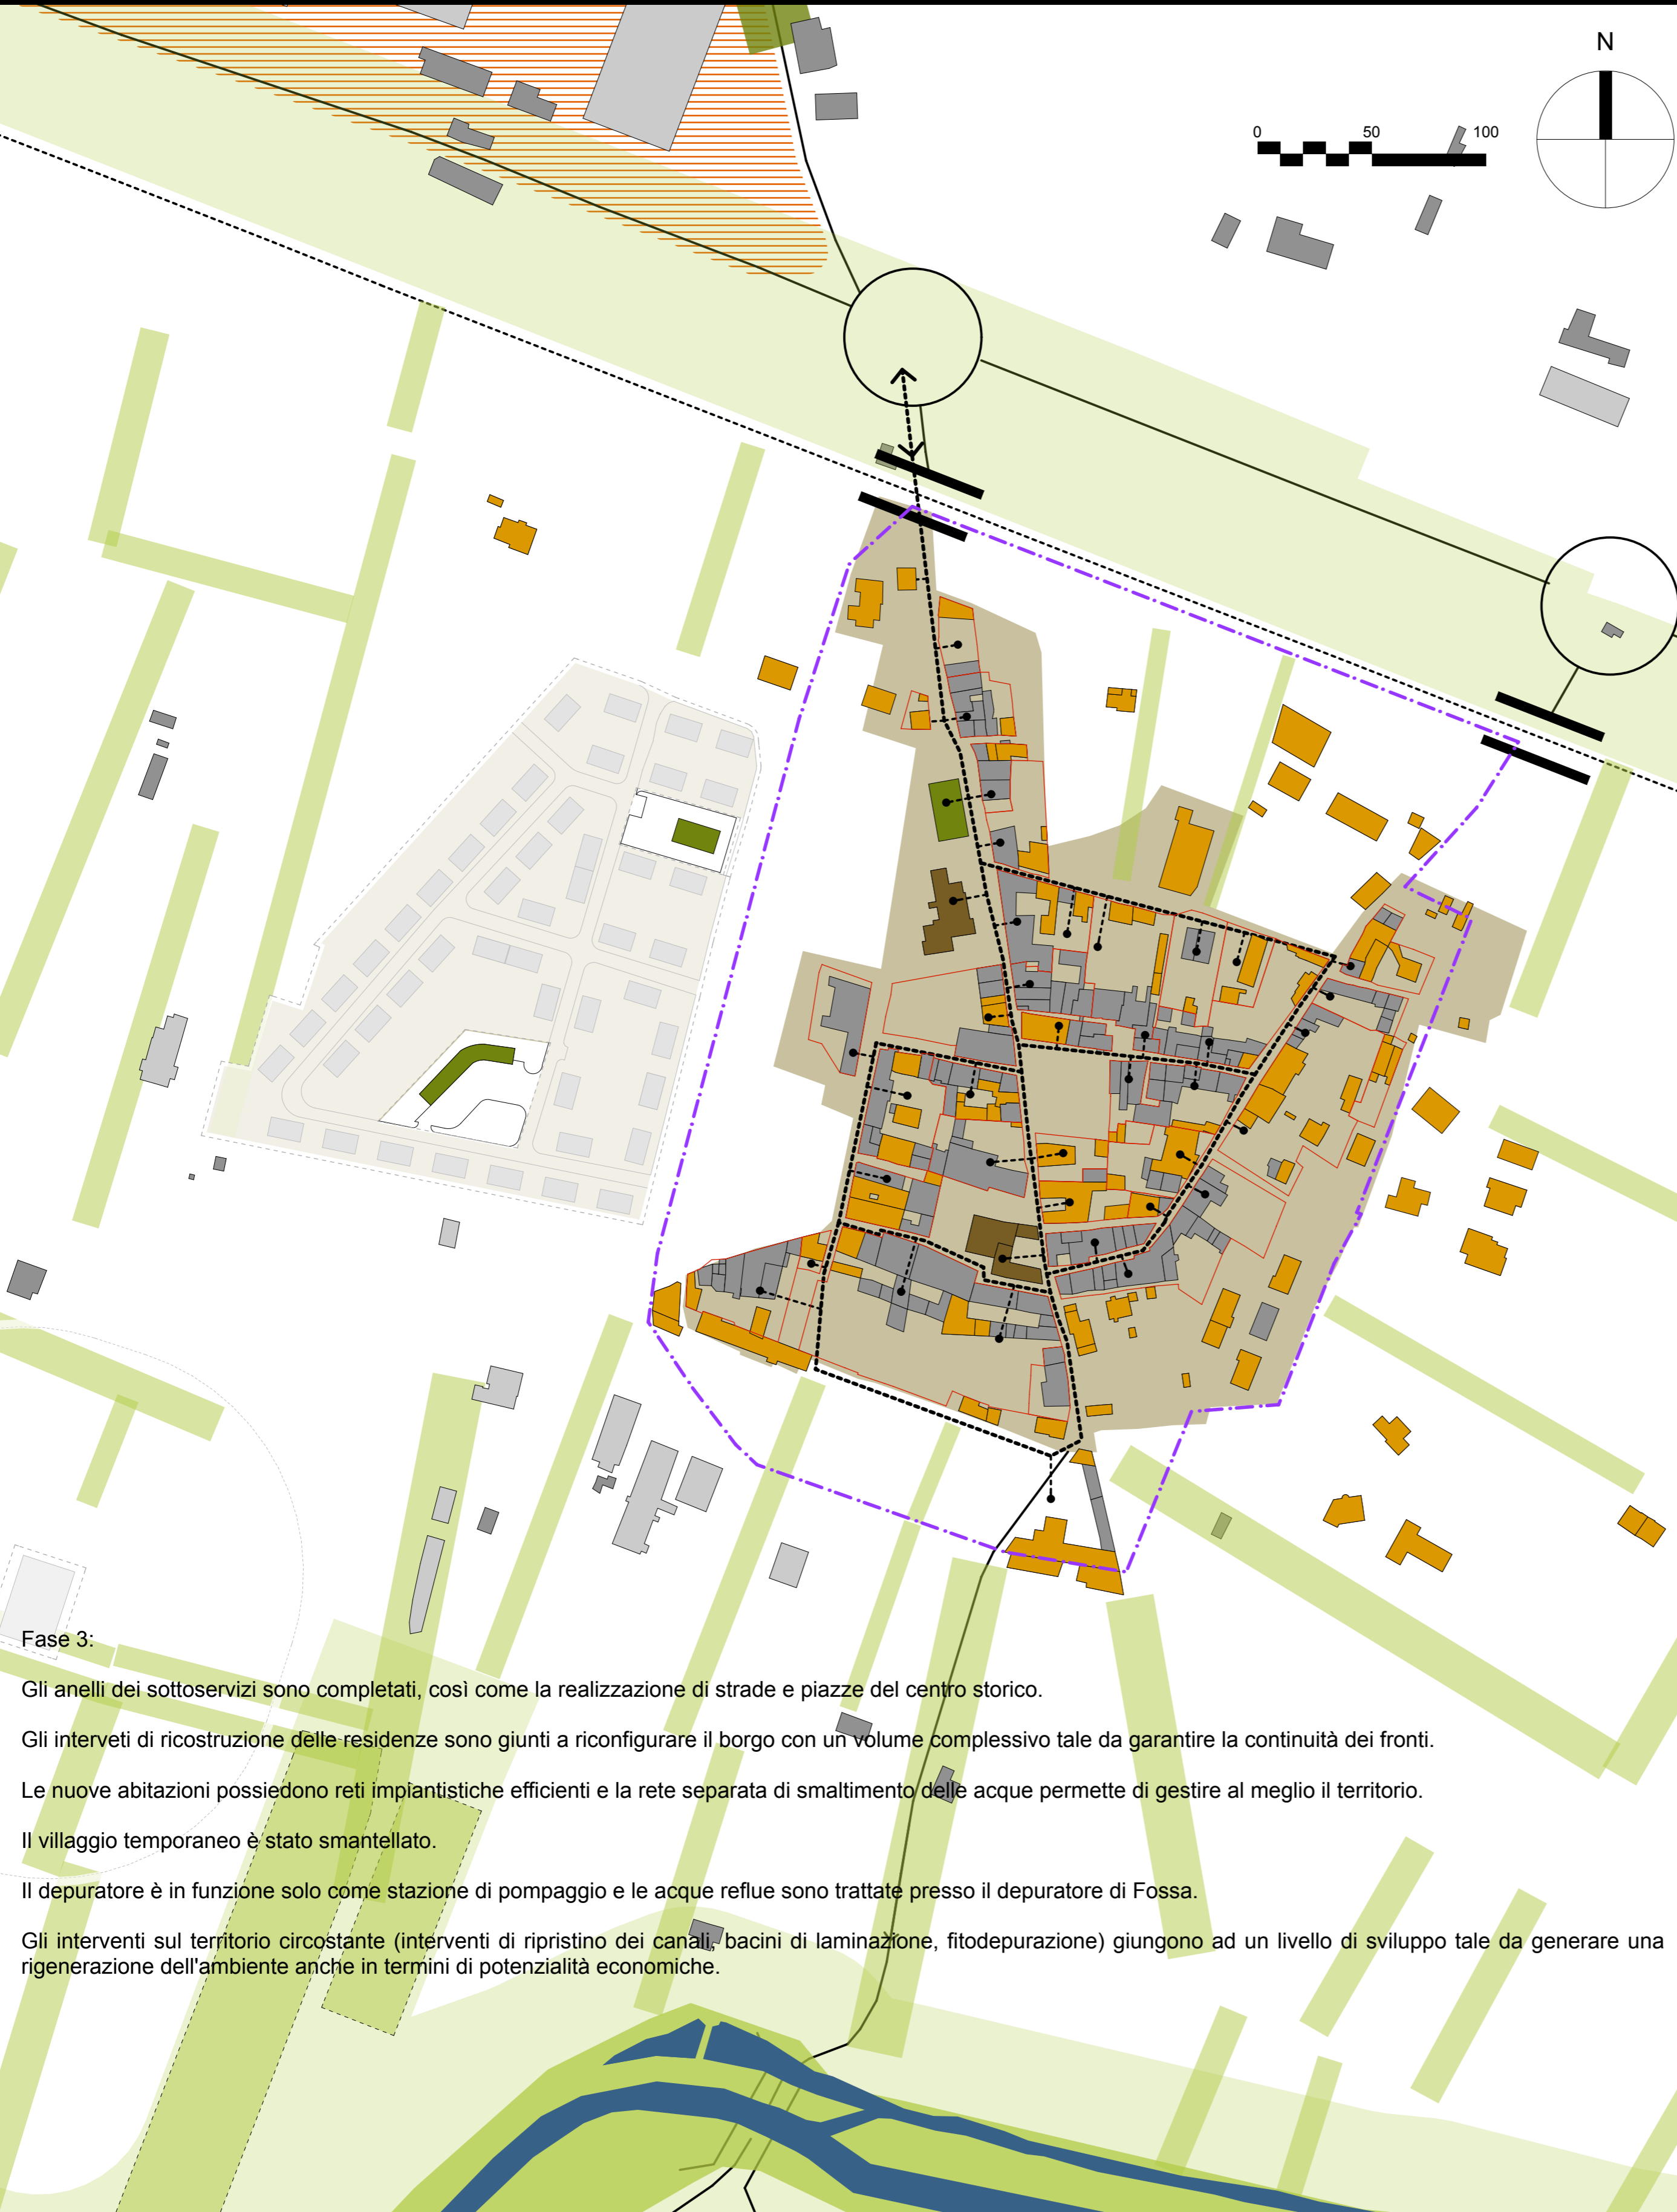 N
0 50 100
Fase 3:
Gli anelli dei sottoservizi sono completati, così come la realizzazione di strade e piazze del centro storico.
Gli interveti di ricostruzione delle residenze sono giunti a riconfigurare il borgo con un volume complessivo tale da garantire la continuità dei fronti.
Le nuove abitazioni possiedono reti impiantistiche efficienti e la rete separata di smaltimento delle acque permette di gestire al meglio il territorio.
Il villaggio temporaneo è stato smantellato.
Il depuratore è in funzione solo come stazione di pompaggio e le acque reflue sono trattate presso il depuratore di Fossa.
Gli interventi sul territorio circostante (interventi di ripristino dei canali, bacini di laminazione, fitodepurazione) giungono ad un livello di sviluppo tale da generare una
rigenerazione dell'ambiente anche in termini di potenzialità economiche.